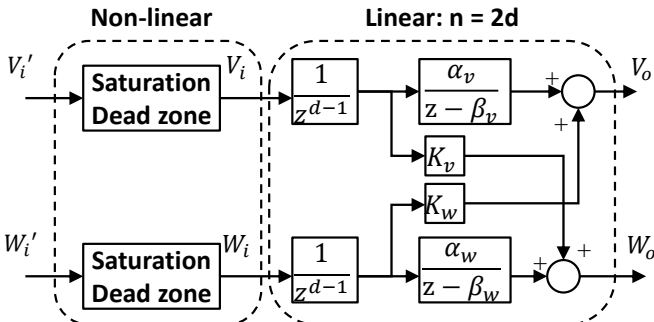 Non-linear
Linear: n = 2d
V_i′
Saturation
Dead zone
V_i
1
z^{d−1}
α_v
z − β_v
+
V_o
+
K_v
K_w
W_i′
Saturation
Dead zone
W_i
1
z^{d−1}
α_w
z − β_w
+
+
W_o